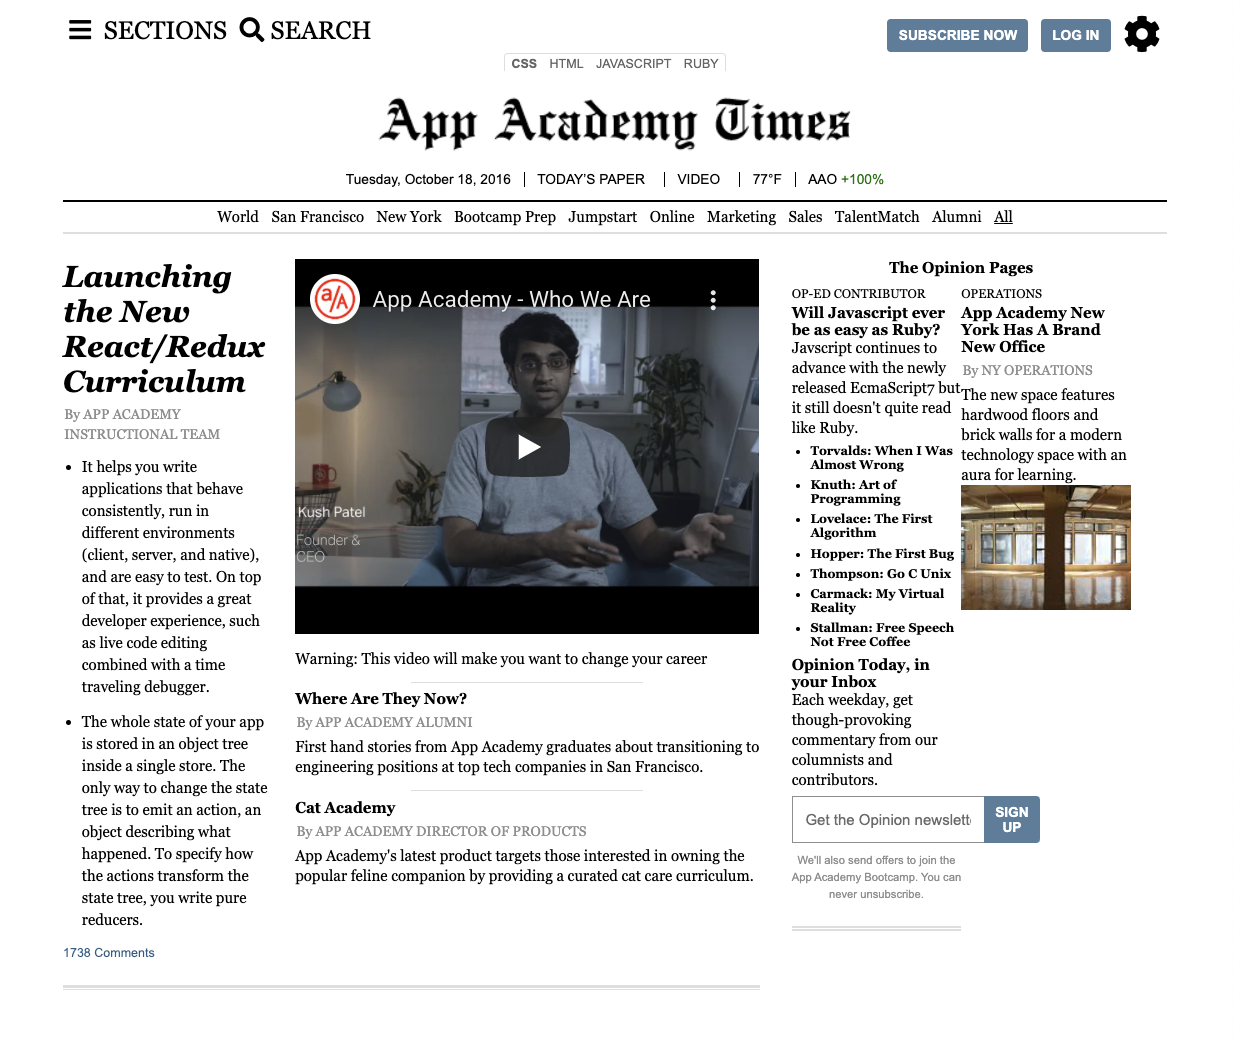 SECTIONS SEARCH
SUBSCRIBE NOW LOG IN
CSS HTML JAVASCRIPT RUBY
App Academy Times
Tuesday, October 18, 2016 TODAY'S PAPER VIDEO 77°F AAO +100%
World San Francisco New York Bootcamp Prep Jumpstart Online Marketing Sales TalentMatch Alumni All
Launching
the New
React/Redux
Curriculum
By APP ACADEMY
INSTRUCTIONAL TEAM
• It helps you write
applications that behave
consistently, run in
different environments
(client, server, and native),
and are easy to test. On top
of that, it provides a great
developer experience, such
as live code editing
combined with a time
traveling debugger.
• The whole state of your app
is stored in an object tree
inside a single store. The
only way to change the state
tree is to emit an action, an
object describing what
happened. To specify how
the actions transform the
state tree, you write pure
reducers.
1738 Comments
a/A
App Academy - Who We Are
Kush Patel
Founder &
CEO
Warning: This video will make you want to change your career
Where Are They Now?
By APP ACADEMY ALUMNI
First hand stories from App Academy graduates about transitioning to
engineering positions at top tech companies in San Francisco.
Cat Academy
By APP ACADEMY DIRECTOR OF PRODUCTS
App Academy's latest product targets those interested in owning the
popular feline companion by providing a curated cat care curriculum.
The Opinion Pages
OP-ED CONTRIBUTOR
Will Javascript ever
be as easy as Ruby?
Javscript continues to
advance with the newly
released EcmaScript7 but
it still doesn't quite read
like Ruby.
• Torvalds: When I Was
Almost Wrong
• Knuth: Art of
Programming
• Lovelace: The First
Algorithm
• Hopper: The First Bug
• Thompson: Go C Unix
• Carmack: My Virtual
Reality
• Stallman: Free Speech
Not Free Coffee
Opinion Today, in
your Inbox
Each weekday, get
though-provoking
commentary from our
columnists and
contributors.
Get the Opinion newslett
SIGN
UP
We'll also send offers to join the
App Academy Bootcamp. You can
never unsubscribe.
OPERATIONS
App Academy New
York Has A Brand
New Office
By NY OPERATIONS
The new space features
hardwood floors and
brick walls for a modern
technology space with an
aura for learning.